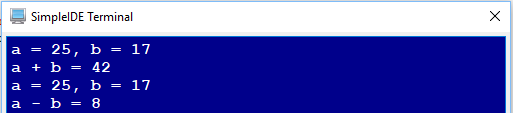 SimpleIDE Terminal
a = 25, b = 17
a + b = 42
a = 25, b = 17
a - b = 8